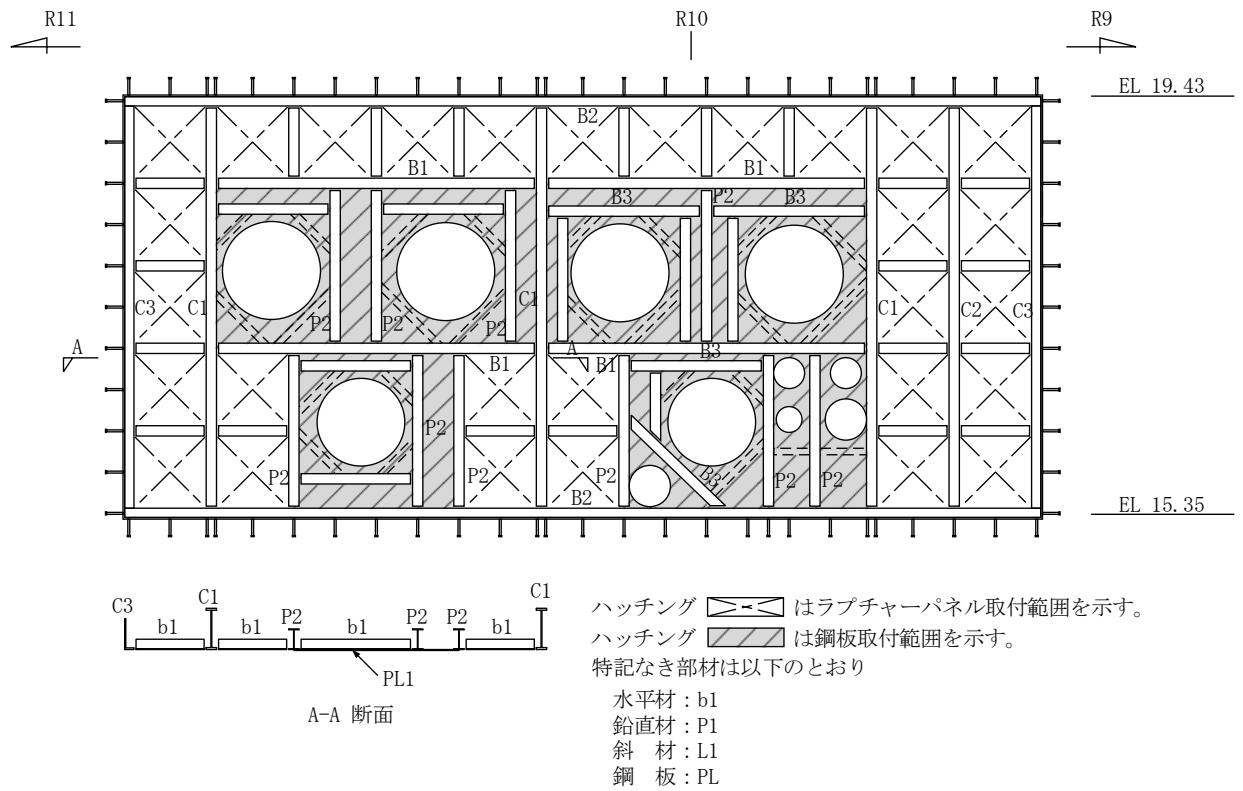 R11 R10 R9
EL 19.43
B2
B1 B1
B3 P2 B3
C3 C1 P2 P2 P2 C1 C1 C2 C3
A A
B1 B1 B3
P2
P2 P2 P2 B3 P2 P2
B2
EL 15.35
C3 C1 P2 P2 P2 C1
b1 b1 b1 b1
PL1
A-A 断面
ハッチング はラプチャーパネル取付範囲を示す。
ハッチング は鋼板取付範囲を示す。
特記なき部材は以下のとおり
水平材：b1
鉛直材：P1
斜　材：L1
鋼　板：PL